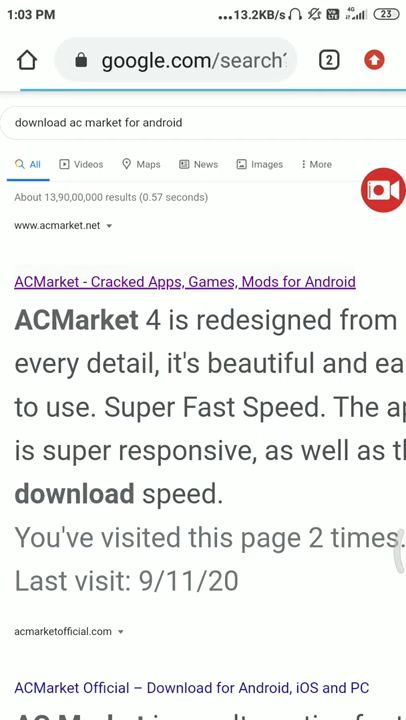 1:03 PM ...13.2KB/s 4G 23
google.com/search? 2
download ac market for android
All Videos Maps News Images More
About 13,90,00,000 results (0.57 seconds)
www.acmarket.net
ACMarket - Cracked Apps, Games, Mods for Android
ACMarket 4 is redesigned from
every detail, it's beautiful and ea
to use. Super Fast Speed. The ap
is super responsive, as well as th
download speed.
You've visited this page 2 times.
Last visit: 9/11/20
acmarketofficial.com
ACMarket Official – Download for Android, iOS and PC